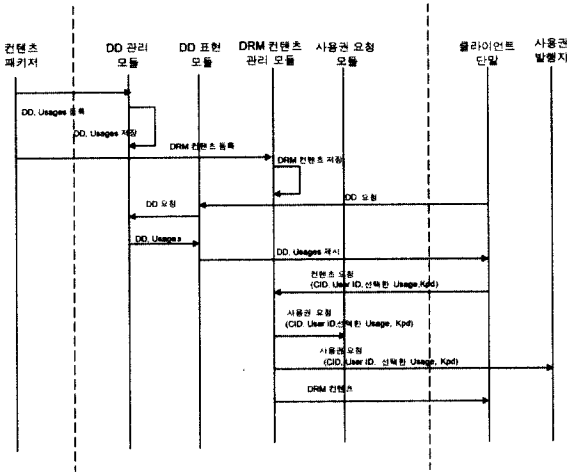 컨텐츠
패키저
DD 관리
모듈
DD 표현
모듈
DRM 컨텐츠
관리 모듈
사용권 요청
모듈
클라이언트
단말
사용권
발행자
DD, Usages 등록
DD, Usages 저장
DRM 컨텐츠 등록
DRM 컨텐츠 저장
DD 요청
DD 요청
DD, Usages
DD, Usages 제시
컨텐츠 요청
(CID, User ID, 선택한 Usage, Kpd)
사용권 요청
(CID, User ID, 선택한 Usage, Kpd)
사용권 요청
(CID, User ID, 선택한 Usage, Kpd)
DRM 컨텐츠